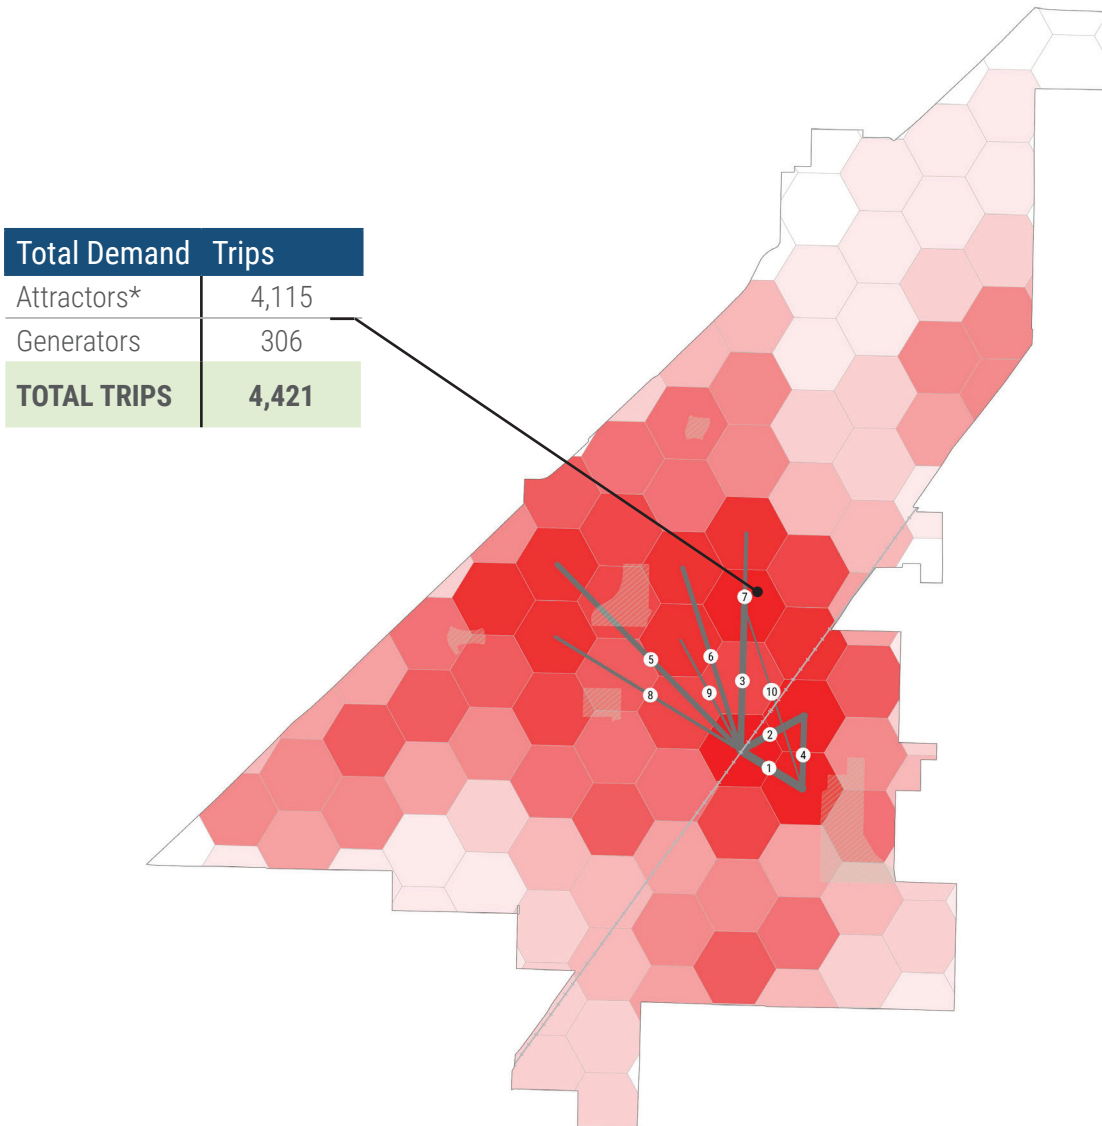 Total Demand Trips
Attractors* 4,115
Generators 306
TOTAL TRIPS 4,421
7
5
6
3
8
9
10
2
4
1